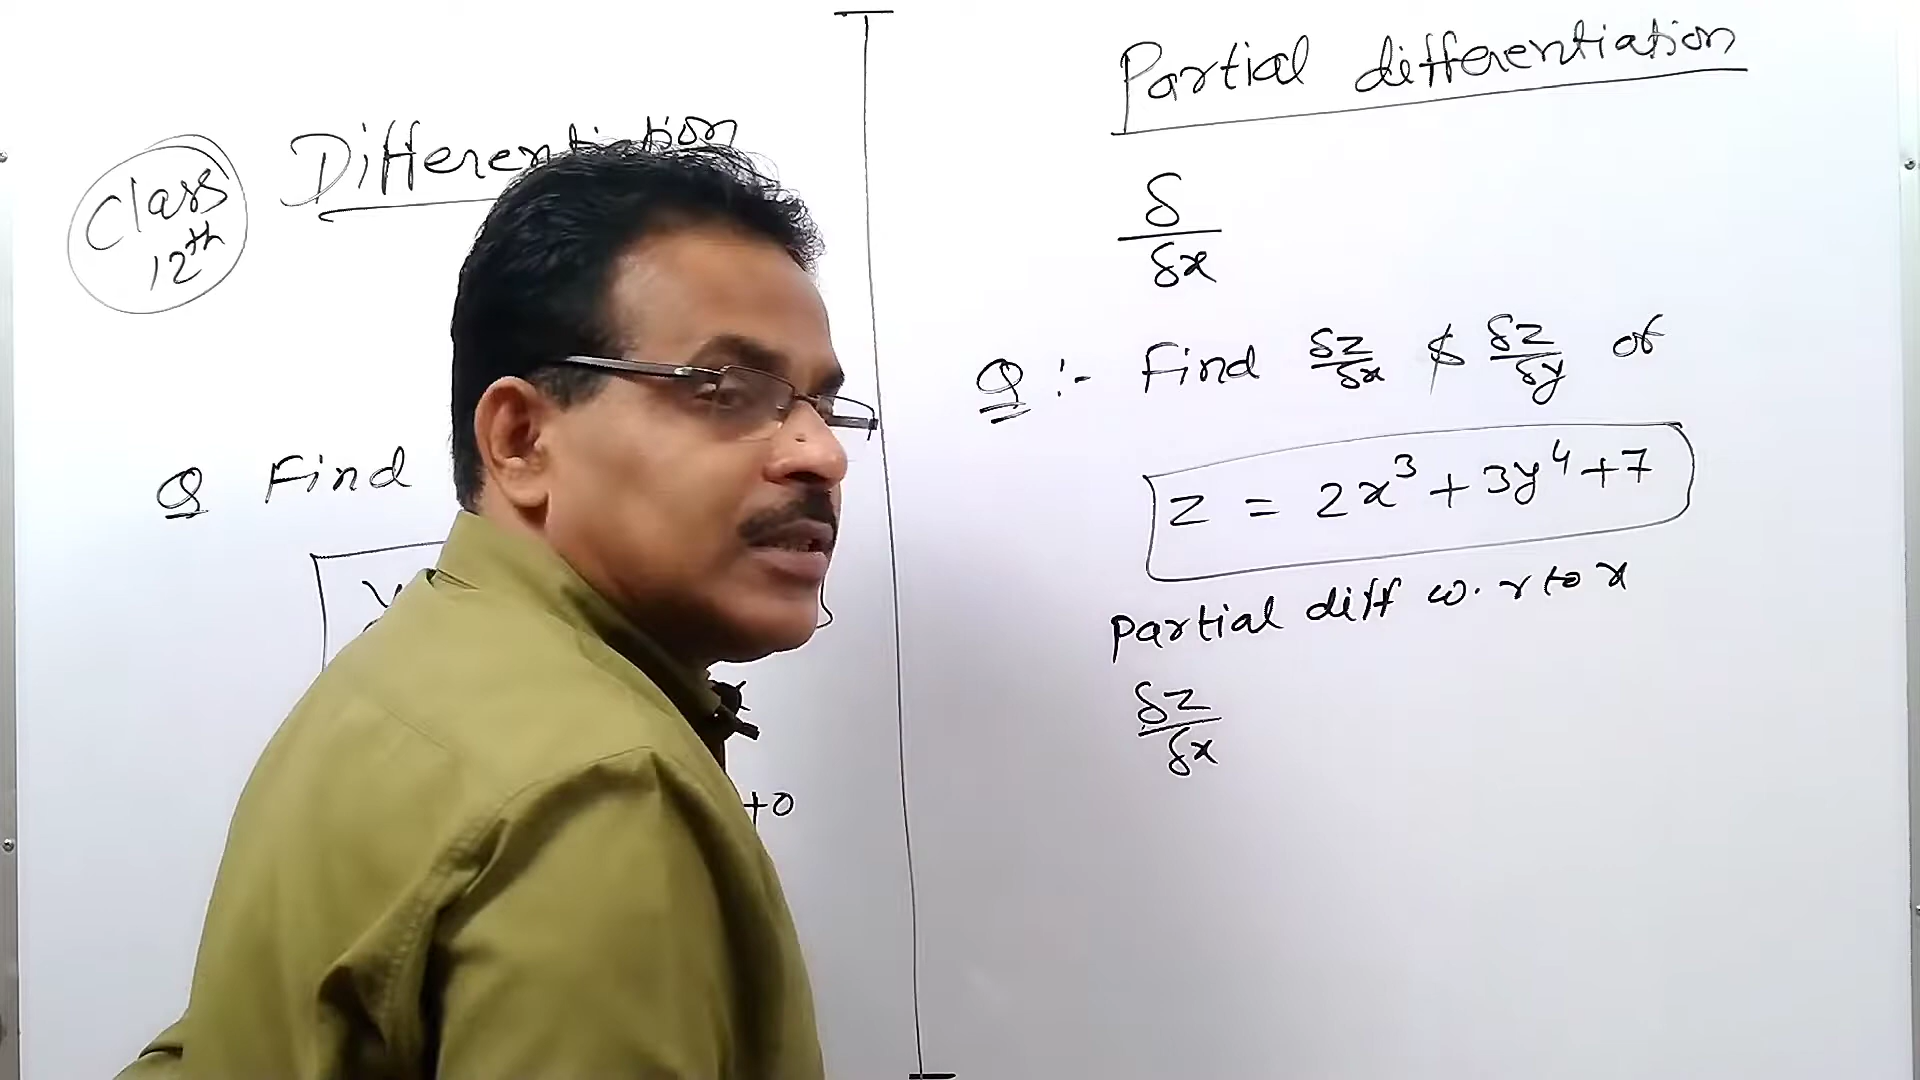 Class
12th
Differentiation
Q Find
+0
Partial differentiation
δ
δx
Q :- Find δz/δx & δz/δy of
z = 2x³ + 3y⁴ + 7
Partial diff w.r to x
δz
δx